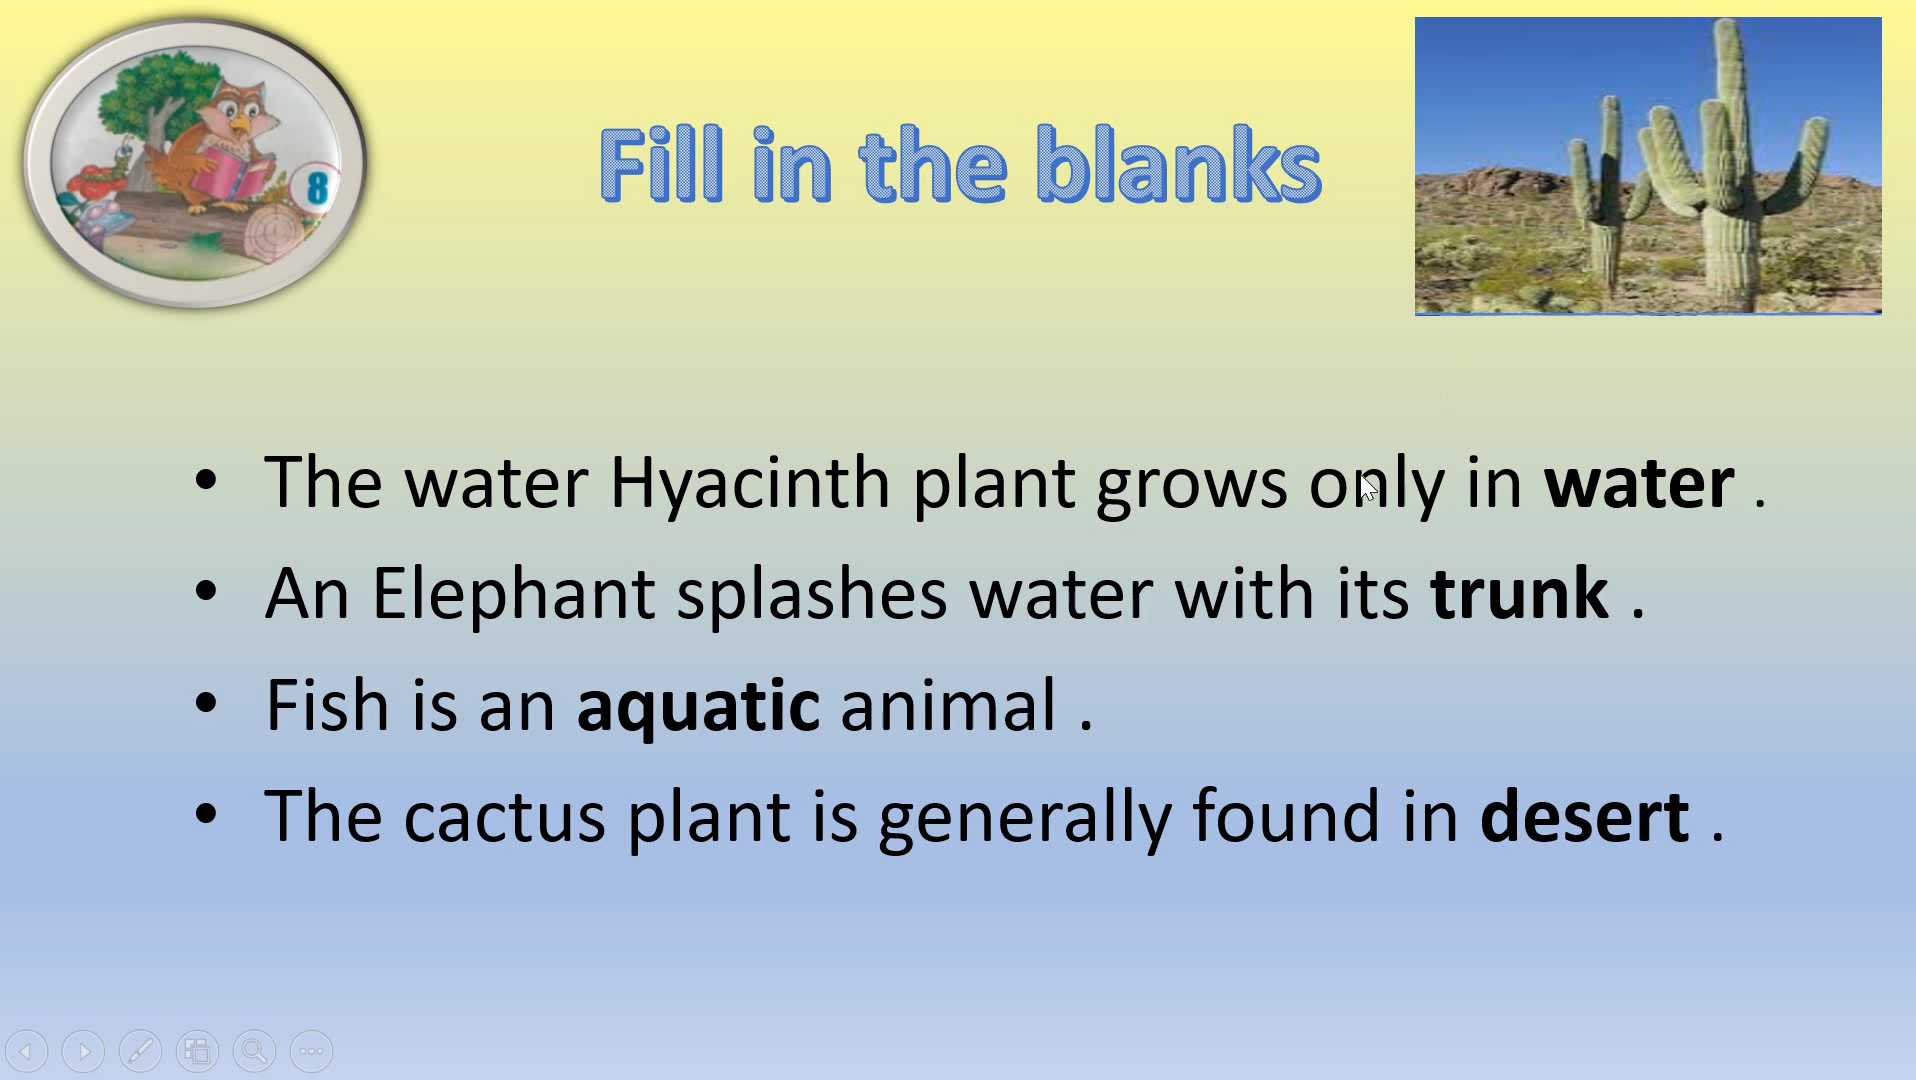 8
Fill in the blanks
• The water Hyacinth plant grows only in water .
• An Elephant splashes water with its trunk .
• Fish is an aquatic animal .
• The cactus plant is generally found in desert .